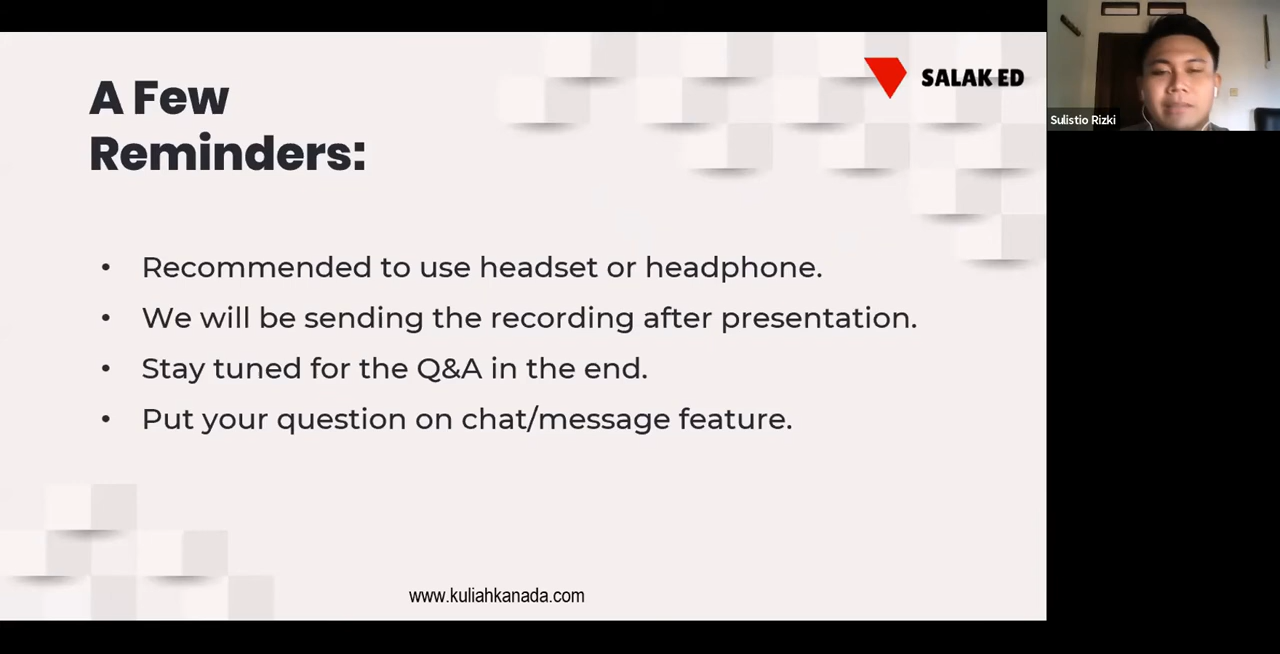 A Few
Reminders:
SALAK ED
Sulistio Rizki
• Recommended to use headset or headphone.
• We will be sending the recording after presentation.
• Stay tuned for the Q&A in the end.
• Put your question on chat/message feature.
www.kuliahkanada.com